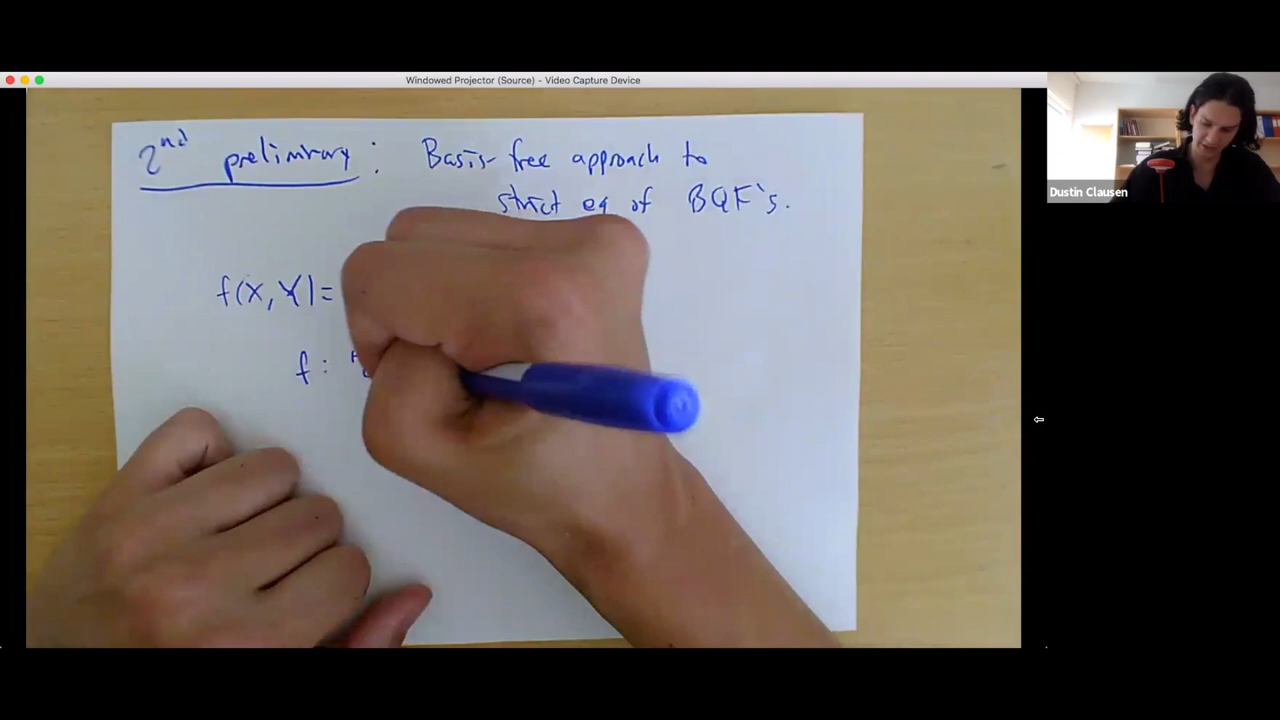 Windowed Projector (Source) - Video Capture Device
2nd preliminary: Basis-free approach to
strict eq of BQF's.
f(X, Y)=
f:
Dustin Clausen